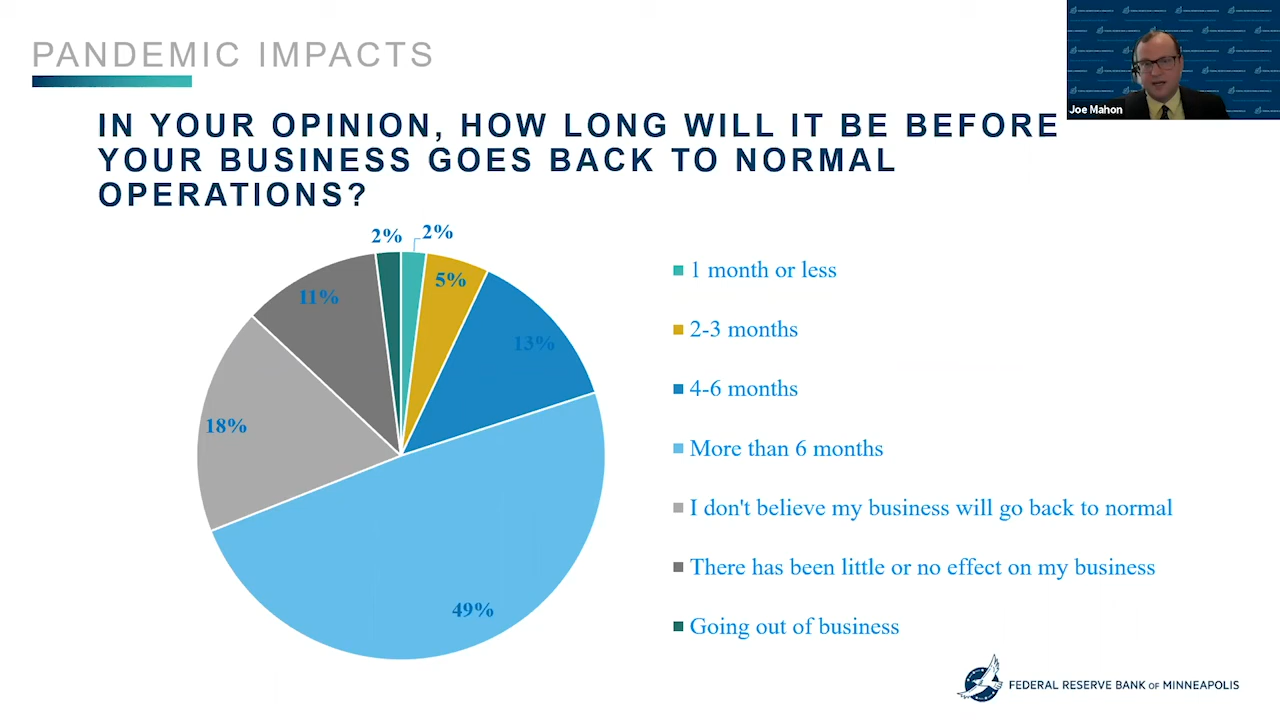 PANDEMIC IMPACTS
Joe Mahon
IN YOUR OPINION, HOW LONG WILL IT BE BEFORE
YOUR BUSINESS GOES BACK TO NORMAL
OPERATIONS?
2%
2%
5%
11%
13%
18%
49%
1 month or less
2-3 months
4-6 months
More than 6 months
I don't believe my business will go back to normal
There has been little or no effect on my business
Going out of business
FEDERAL RESERVE BANK OF MINNEAPOLIS